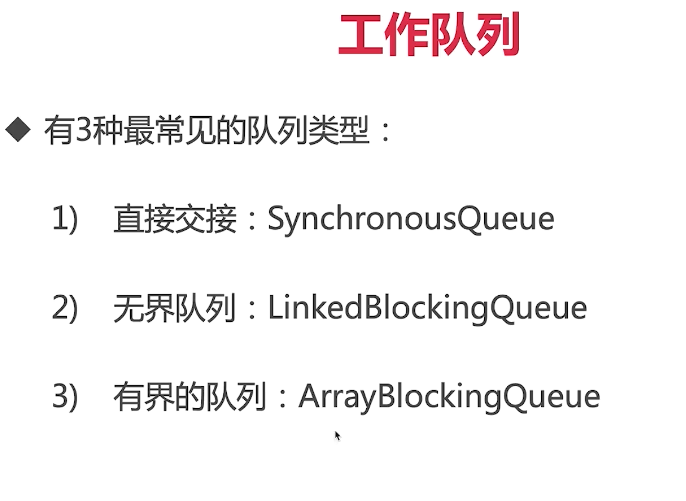 工作队列
◆ 有3种最常见的队列类型：
1) 直接交接：SynchronousQueue
2) 无界队列：LinkedBlockingQueue
3) 有界的队列：ArrayBlockingQueue